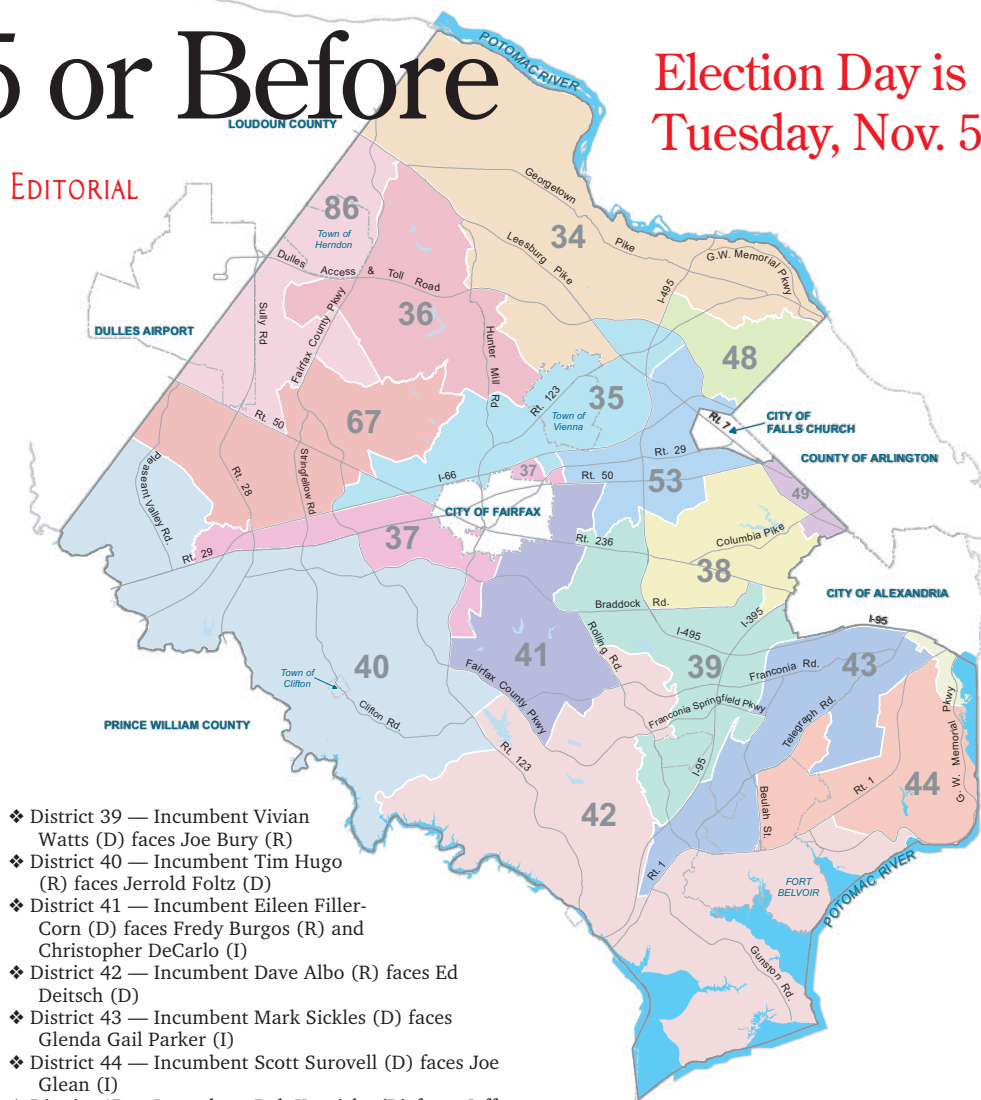 5 or Before
Election Day is
Tuesday, Nov. 5
EDITORIAL
POTOMAC RIVER
LOUDOUN COUNTY
86
Town of
Herndon
Georgetown
Pike
34
Leesburg Pike
G.W. Memorial Pkwy
I-495
Dulles Access & Toll Road
36
DULLES AIRPORT
Sully Rd
Fairfax County Pkwy
Hunter Mill Rd
48
35
Rt. 123
Town of
Vienna
67
Rt. 50
Rt. 7
CITY OF
FALLS CHURCH
COUNTY OF ARLINGTON
Pleasant Valley Rd.
Rt. 28
Stringfellow Rd
I-66
37
Rt. 29
Rt. 50
53
49
CITY OF FAIRFAX
37
Rt. 29
Rt. 236
Columbia Pike
38
CITY OF ALEXANDRIA
Braddock Rd.
I-395
I-95
I-495
Rolling Rd.
41
40
39
43
Franconia Rd.
Town of
Clifton
Fairfax County Pkwy
Franconia Springfield Pkwy
Telegraph Rd.
G. W. Memorial Pkwy
Clifton Rd.
PRINCE WILLIAM COUNTY
Rt. 123
I-95
Beulah St.
Rt. 1
44
42
Rt. 1
FORT
BELVOIR
POTOMAC RIVER
Gunston Rd.
❖ District 39 — Incumbent Vivian
Watts (D) faces Joe Bury (R)
❖ District 40 — Incumbent Tim Hugo
(R) faces Jerrold Foltz (D)
❖ District 41 — Incumbent Eileen Filler-
Corn (D) faces Fredy Burgos (R) and
Christopher DeCarlo (I)
❖ District 42 — Incumbent Dave Albo (R) faces Ed
Deitsch (D)
❖ District 43 — Incumbent Mark Sickles (D) faces
Glenda Gail Parker (I)
❖ District 44 — Incumbent Scott Surovell (D) faces Joe
Glean (I)